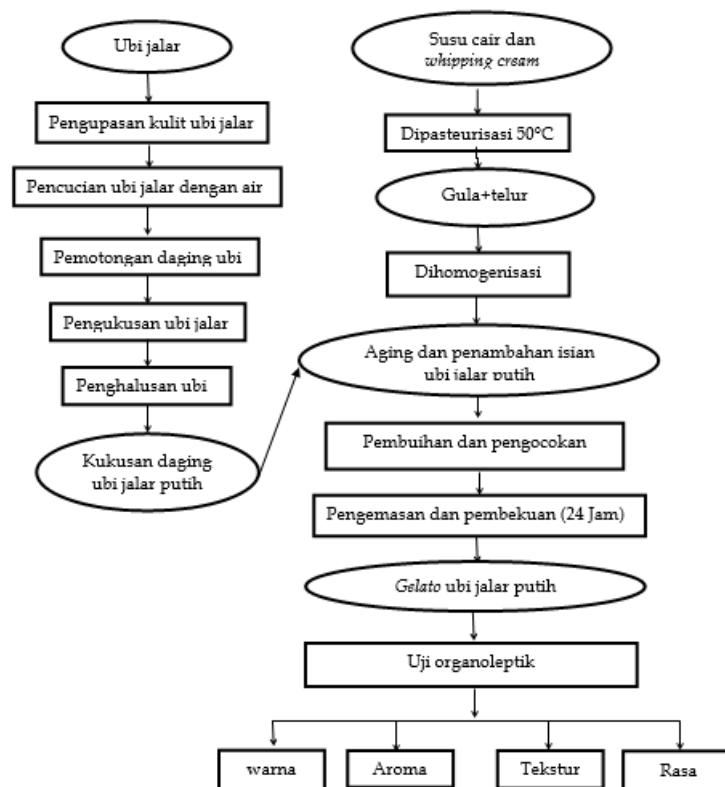 Ubi jalar
Pengupasan kulit ubi jalar
Pencucian ubi jalar dengan air
Pemotongan daging ubi
Pengukusan ubi jalar
Penghalusan ubi
Kukusan daging
ubi jalar putih
Susu cair dan
whipping cream
Dipasteurisasi 50°C
Gula+telur
Dihomogenisasi
Aging dan penambahan isian
ubi jalar putih
Pembuihan dan pengocokan
Pengemasan dan pembekuan (24 Jam)
Gelato ubi jalar putih
Uji organoleptik
warna
Aroma
Tekstur
Rasa